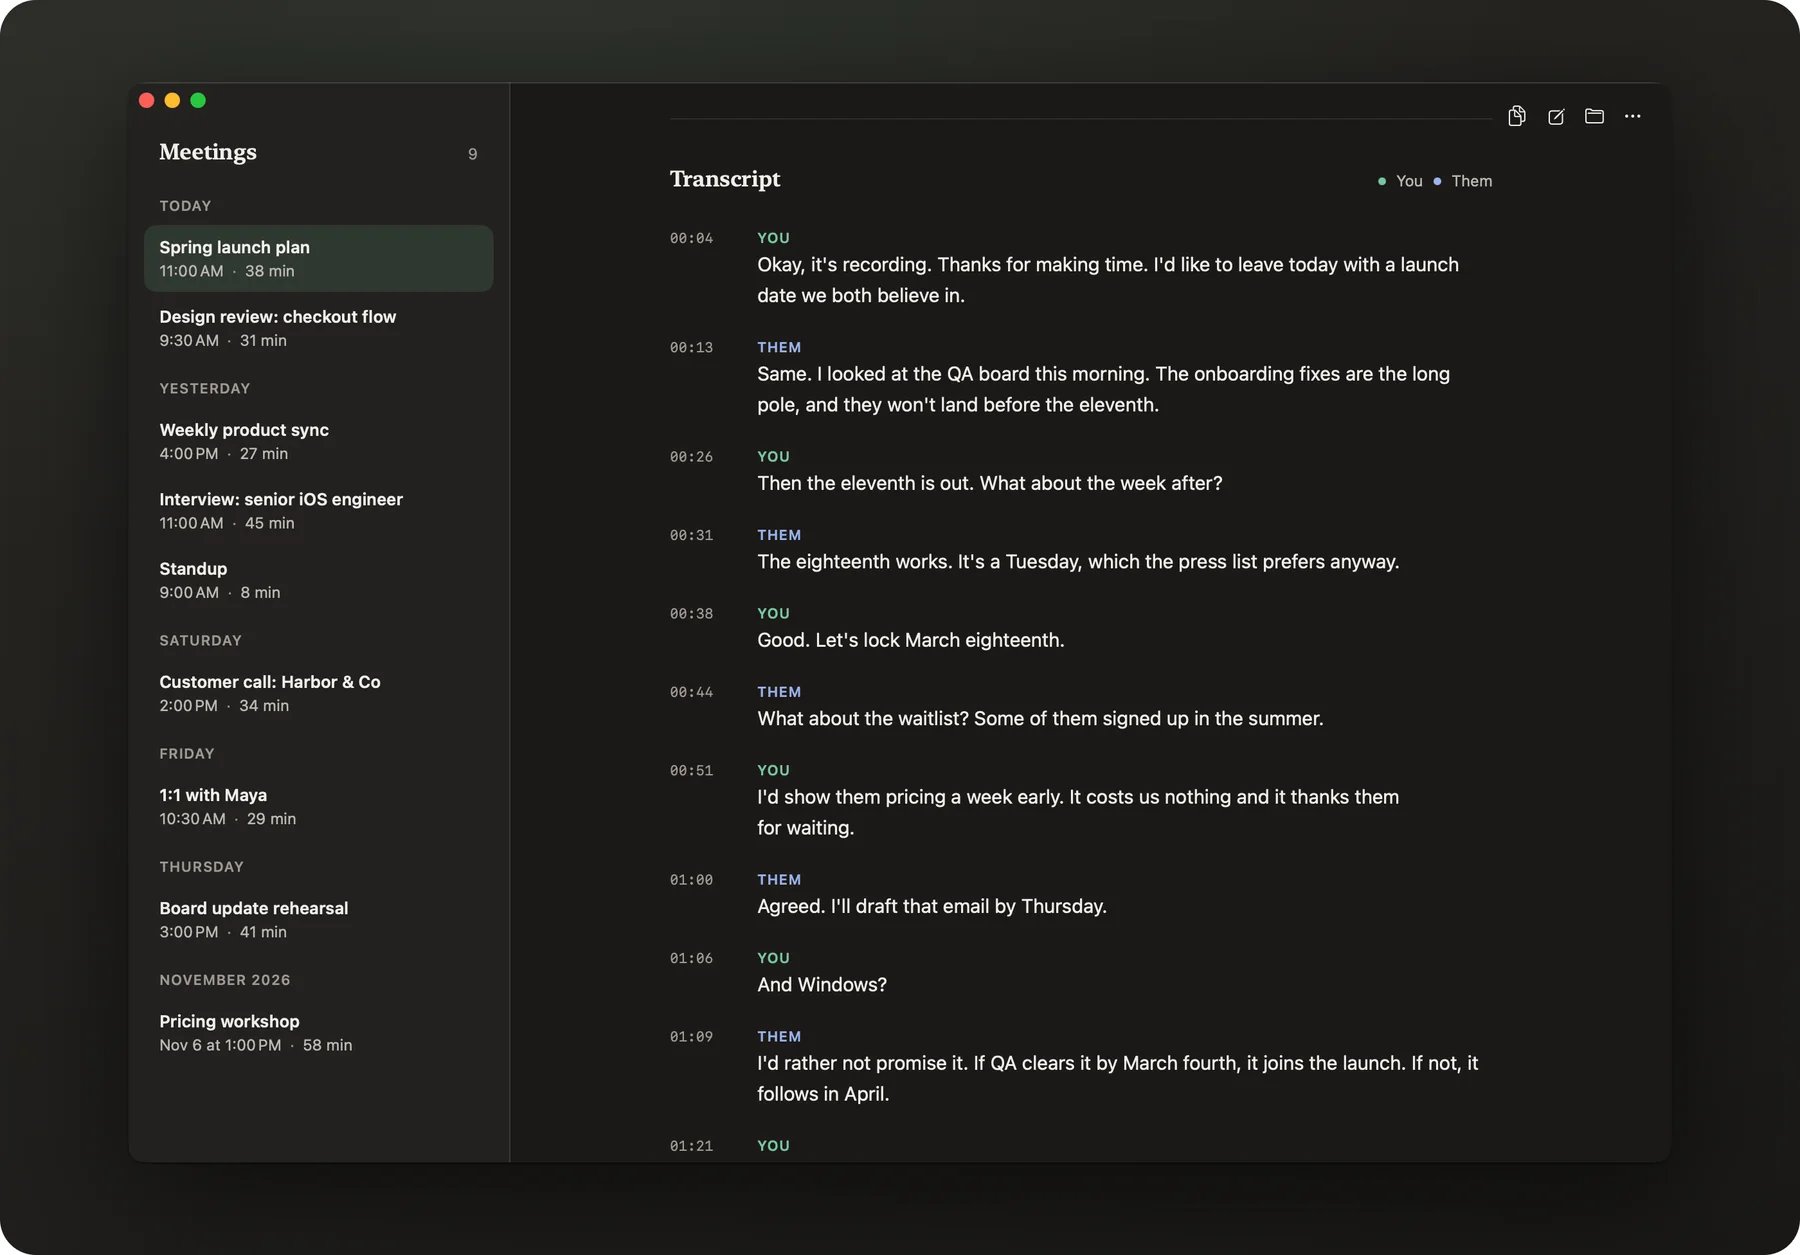 Meetings
9
TODAY
Spring launch plan
11:00 AM · 38 min
Design review: checkout flow
9:30 AM · 31 min
YESTERDAY
Weekly product sync
4:00 PM · 27 min
Interview: senior iOS engineer
11:00 AM · 45 min
Standup
9:00 AM · 8 min
SATURDAY
Customer call: Harbor & Co
2:00 PM · 34 min
FRIDAY
1:1 with Maya
10:30 AM · 29 min
THURSDAY
Board update rehearsal
3:00 PM · 41 min
NOVEMBER 2026
Pricing workshop
Nov 6 at 1:00 PM · 58 min
Transcript
You Them
00:04 YOU
Okay, it's recording. Thanks for making time. I'd like to leave today with a launch
date we both believe in.
00:13 THEM
Same. I looked at the QA board this morning. The onboarding fixes are the long
pole, and they won't land before the eleventh.
00:26 YOU
Then the eleventh is out. What about the week after?
00:31 THEM
The eighteenth works. It's a Tuesday, which the press list prefers anyway.
00:38 YOU
Good. Let's lock March eighteenth.
00:44 THEM
What about the waitlist? Some of them signed up in the summer.
00:51 YOU
I'd show them pricing a week early. It costs us nothing and it thanks them
for waiting.
01:00 THEM
Agreed. I'll draft that email by Thursday.
01:06 YOU
And Windows?
01:09 THEM
I'd rather not promise it. If QA clears it by March fourth, it joins the launch. If not, it
follows in April.
01:21 YOU